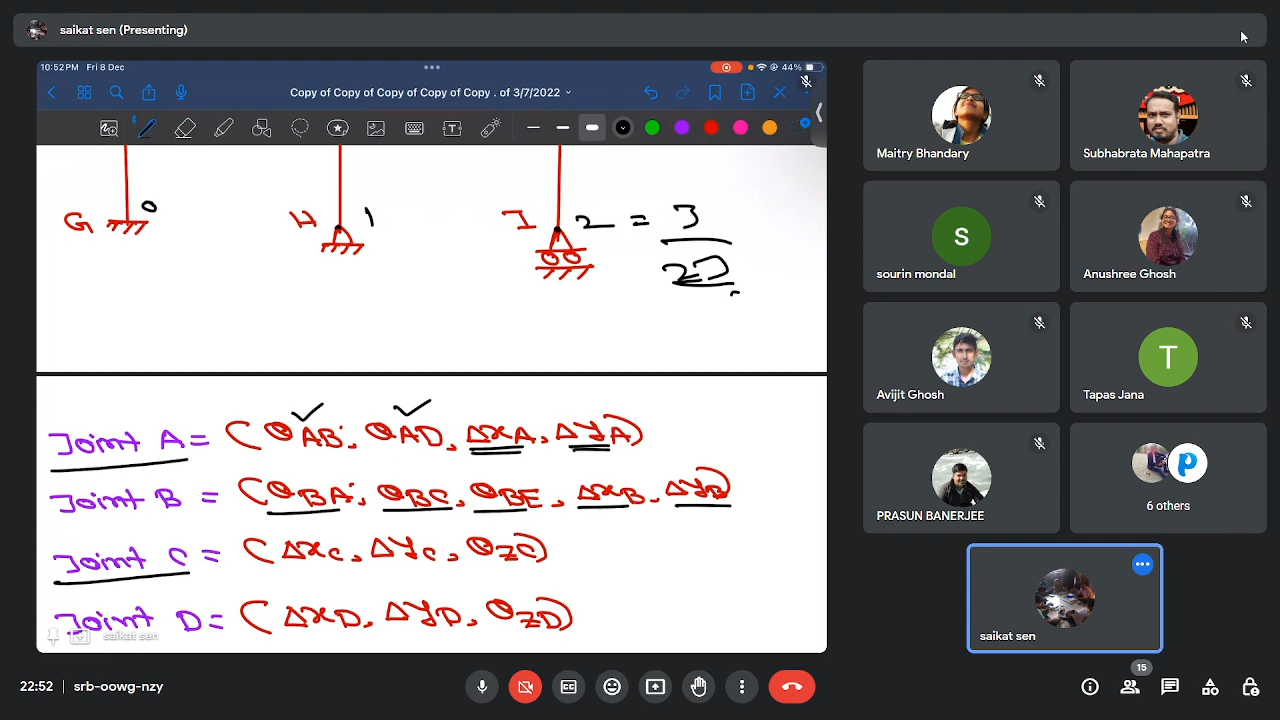 saikat sen (Presenting)
10:52 PM Fri 8 Dec
44%
Copy of Copy of Copy of Copy of Copy . of 3/7/2022
G 0
H 1
I 2 = 3
Joint A = (θAB, θAD, ΔxA, ΔyA)
Joint B = (θBA, θBC, θBE, ΔxB, ΔyB)
Joint C = (ΔxC, ΔyC, θzC)
Joint D = (ΔxD, ΔyD, θzD)
saikat sen
Maitry Bhandary
Subhabrata Mahapatra
S
sourin mondal
Anushree Ghosh
Avijit Ghosh
T
Tapas Jana
PRASUN BANERJEE
P
6 others
saikat sen
22:52 | srb-oowg-nzy
15